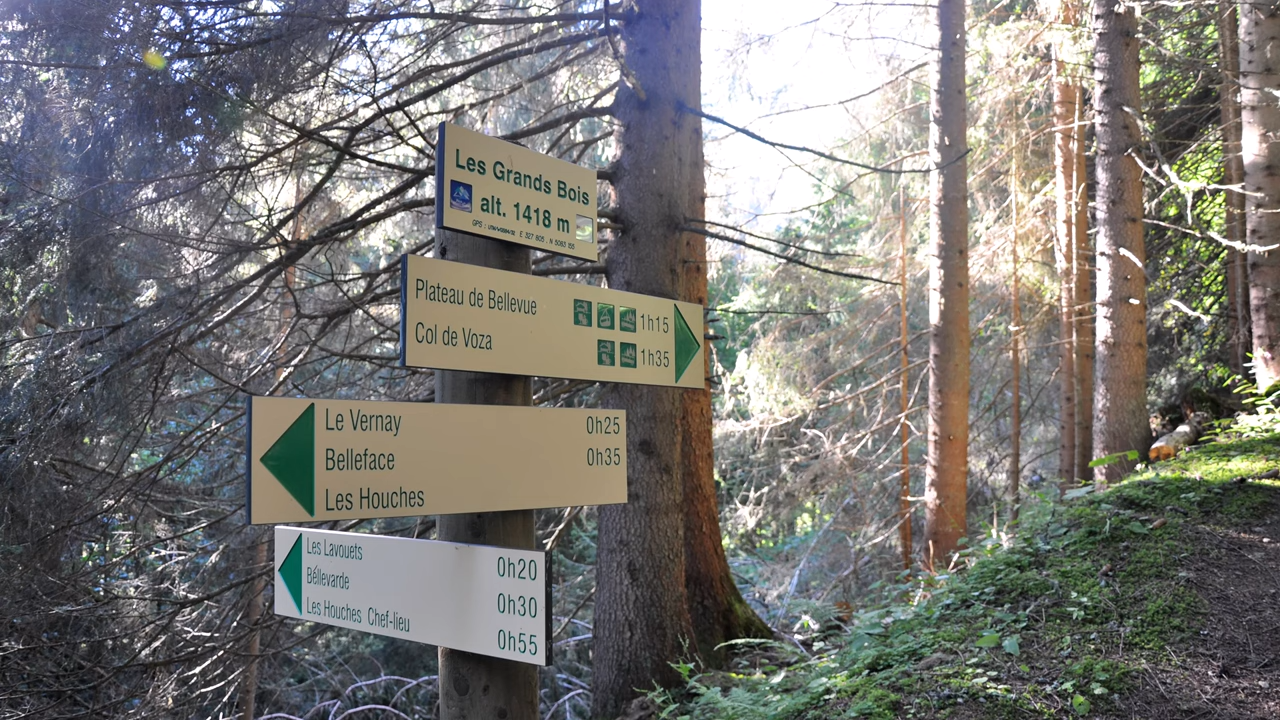 Les Grands Bois
alt. 1418 m
Plateau de Bellevue 1h15
Col de Voza 1h35
Le Vernay 0h25
Belleface 0h35
Les Houches
Les Lavouets 0h20
Bellevarde 0h30
Les Houches Chef-lieu 0h55